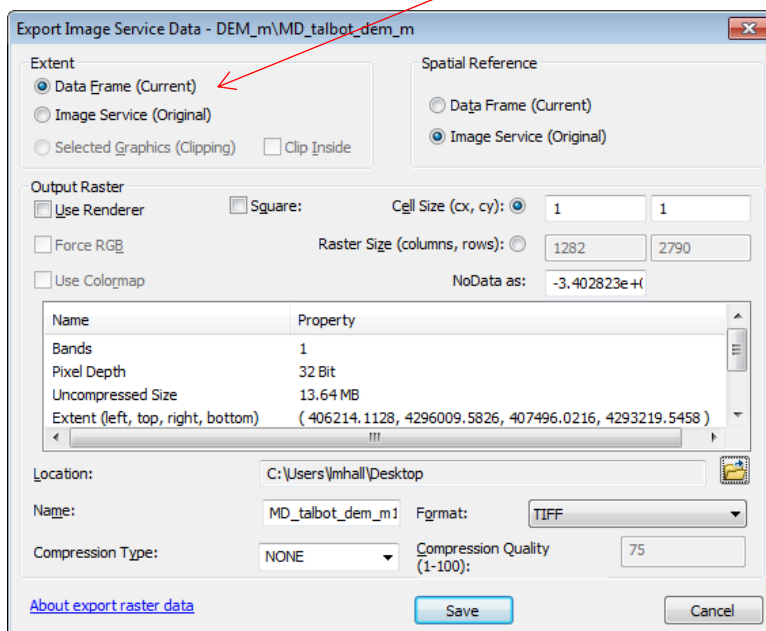 Export Image Service Data - DEM_m\MD_talbot_dem_m
Extent
Data Frame (Current)
Image Service (Original)
Selected Graphics (Clipping)
Clip Inside
Spatial Reference
Data Frame (Current)
Image Service (Original)
Output Raster
Use Renderer
Square:
Cell Size (cx, cy):
1
1
Force RGB
Raster Size (columns, rows):
1282
2790
Use Colormap
NoData as:
-3.402823e+(
Name
Property
Bands
1
Pixel Depth
32 Bit
Uncompressed Size
13.64 MB
Extent (left, top, right, bottom)
( 406214.1128, 4296009.5826, 407496.0216, 4293219.5458 )
Location:
C:\Users\lmhall\Desktop
Name:
MD_talbot_dem_m1
Format:
TIFF
Compression Type:
NONE
Compression Quality
(1-100):
75
About export raster data
Save
Cancel